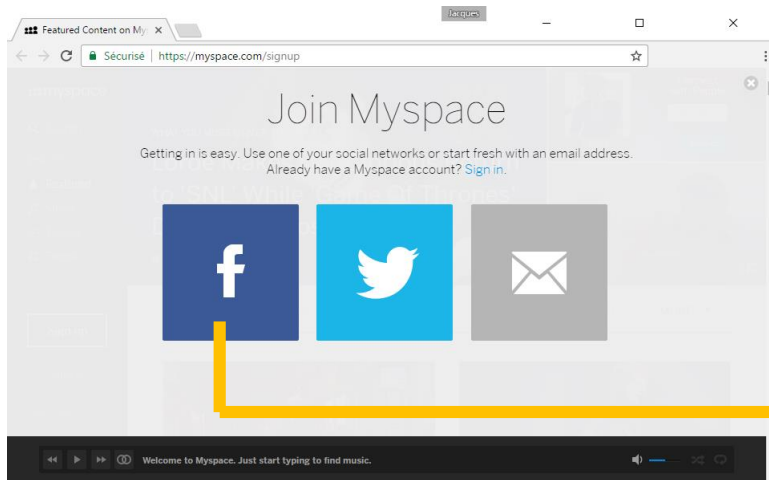 Jacques
Featured Content on My
Sécurisé | https://myspace.com/signup
Join Myspace
Getting in is easy. Use one of your social networks or start fresh with an email address.
Already have a Myspace account? Sign in.
Welcome to Myspace. Just start typing to find music.